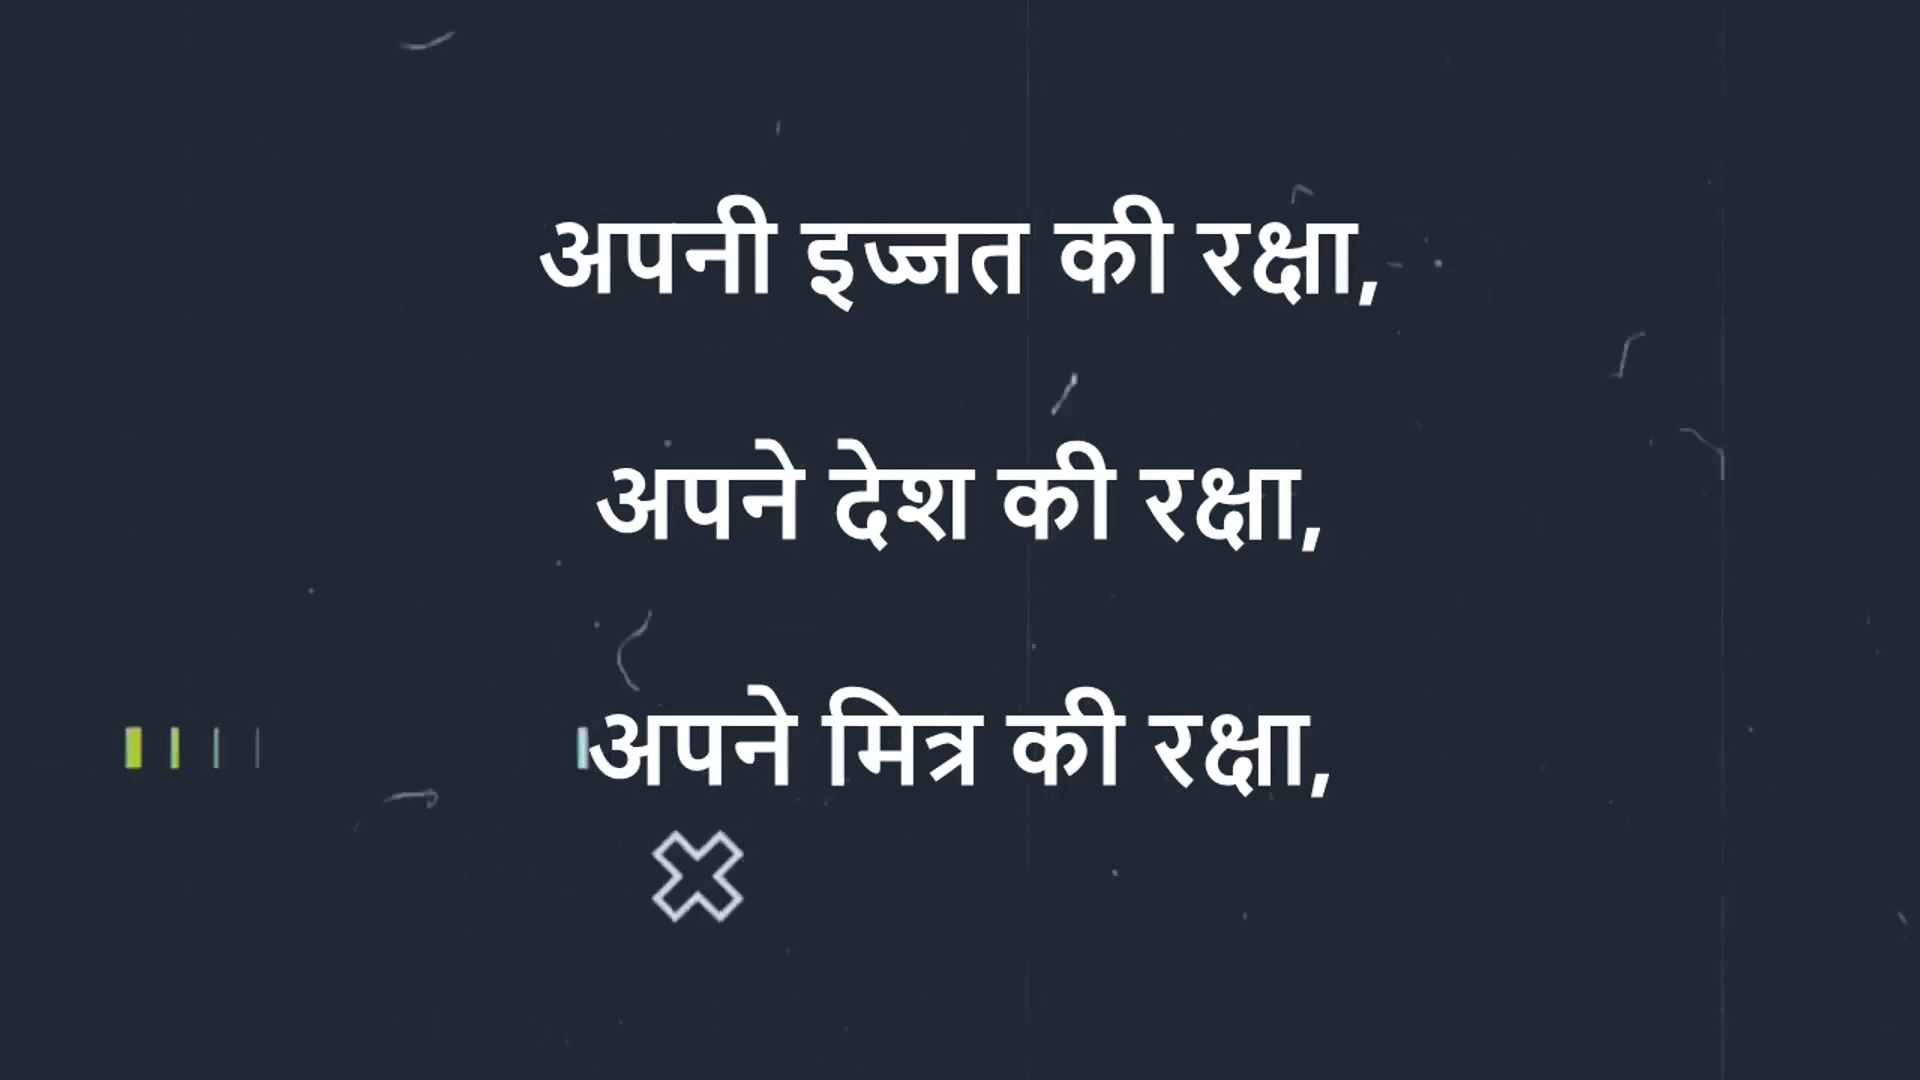 अपनी इज्जत की रक्षा,
अपने देश की रक्षा,
अपने मित्र की रक्षा,